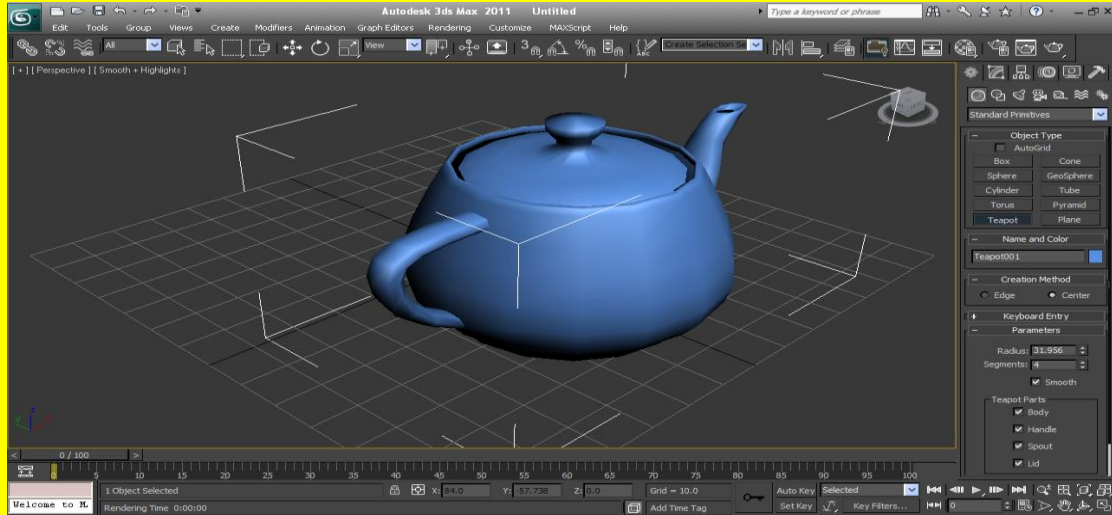 Autodesk 3ds Max 2011 Untitled
Type a keyword or phrase
Edit Tools Group Views Create Modifiers Animation Graph Editors Rendering Customize MAXScript Help
All View Create Selection Se
[ + ] [ Perspective ] [ Smooth + Highlights ]
Standard Primitives
Object Type
AutoGrid
Box Cone
Sphere GeoSphere
Cylinder Tube
Torus Pyramid
Teapot Plane
Name and Color
Teapot001
Creation Method
Edge Center
Keyboard Entry
Parameters
Radius: 31.956
Segments: 4
Smooth
Teapot Parts
Body
Handle
Spout
Lid
0 / 100
0 5 10 15 20 25 30 35 40 45 50 55 60 65 70 75 80 85 90 95 100
1 Object Selected X: 84.0 Y: -57.738 Z: 0.0 Grid = 10.0 Auto Key Selected
Welcome to M Rendering Time 0:00:00 Add Time Tag Set Key Key Filters... 0